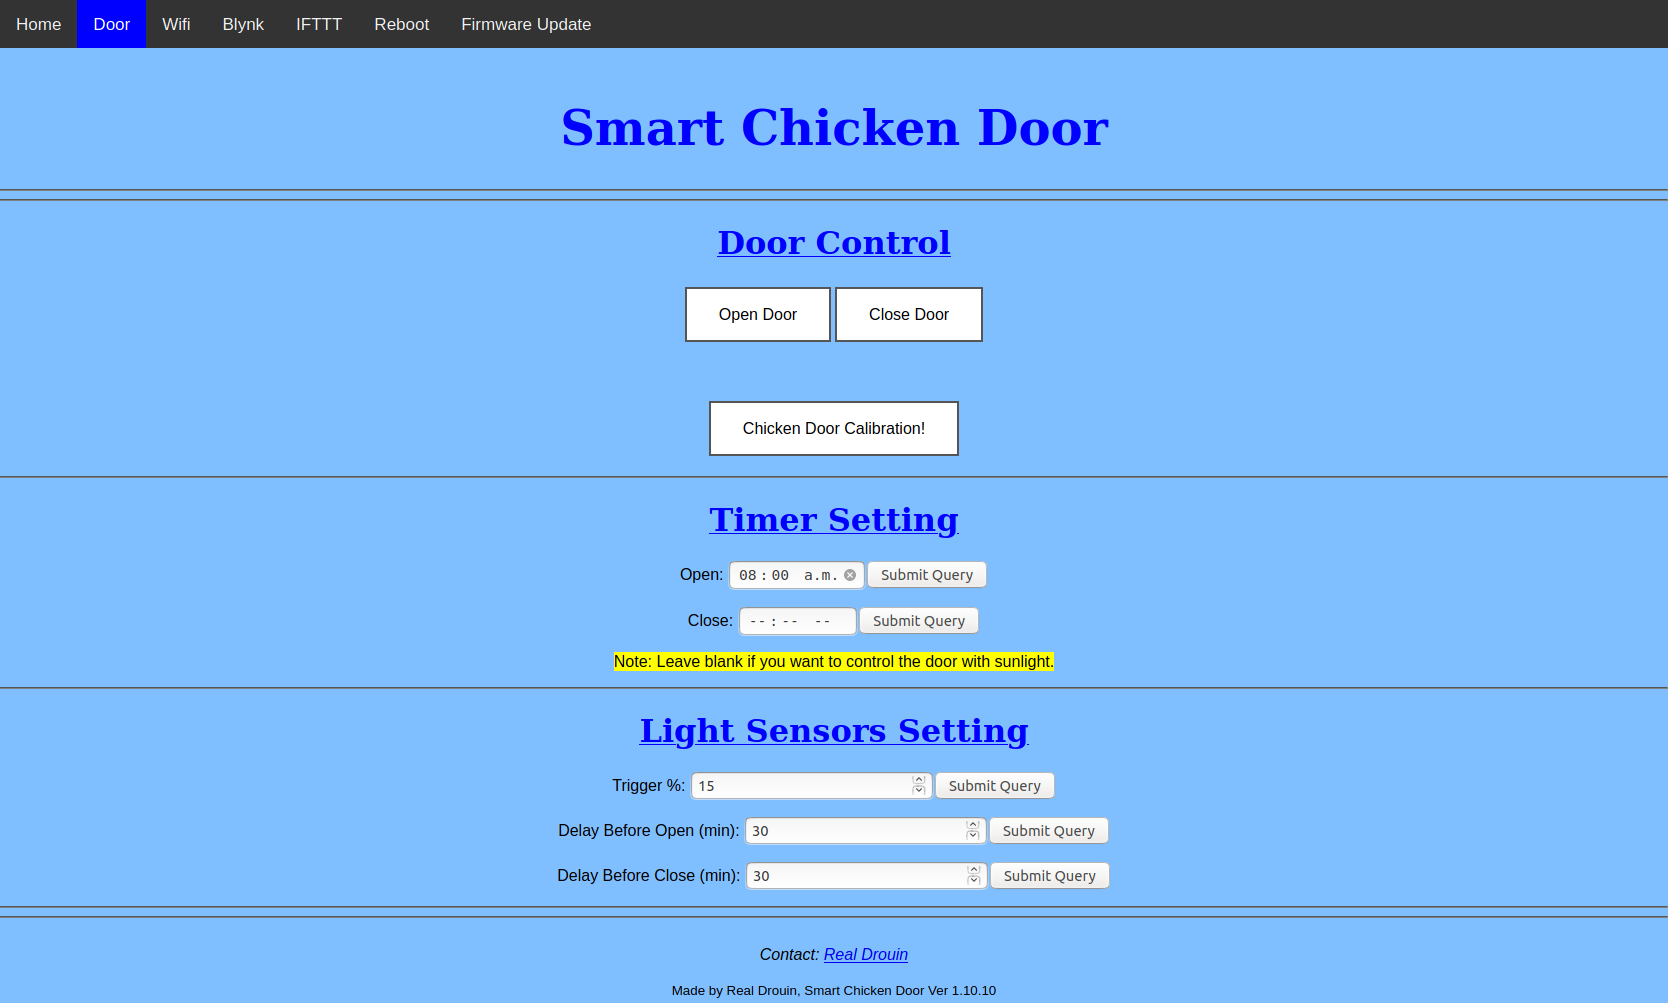 Home Door Wifi Blynk IFTTT Reboot Firmware Update
Smart Chicken Door
Door Control
Open Door Close Door
Chicken Door Calibration!
Timer Setting
Open: 08:00 a.m. Submit Query
Close: --:-- -- Submit Query
Note: Leave blank if you want to control the door with sunlight.
Light Sensors Setting
Trigger %: 15 Submit Query
Delay Before Open (min): 30 Submit Query
Delay Before Close (min): 30 Submit Query
Contact: Real Drouin
Made by Real Drouin, Smart Chicken Door Ver 1.10.10